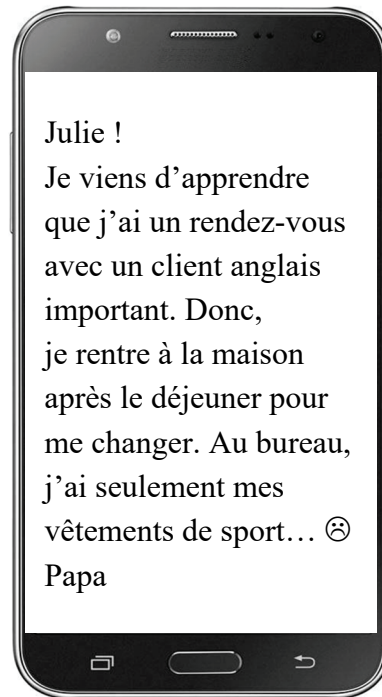 Julie !
Je viens d’apprendre
que j’ai un rendez-vous
avec un client anglais
important. Donc,
je rentre à la maison
après le déjeuner pour
me changer. Au bureau,
j’ai seulement mes
vêtements de sport… ☹
Papa